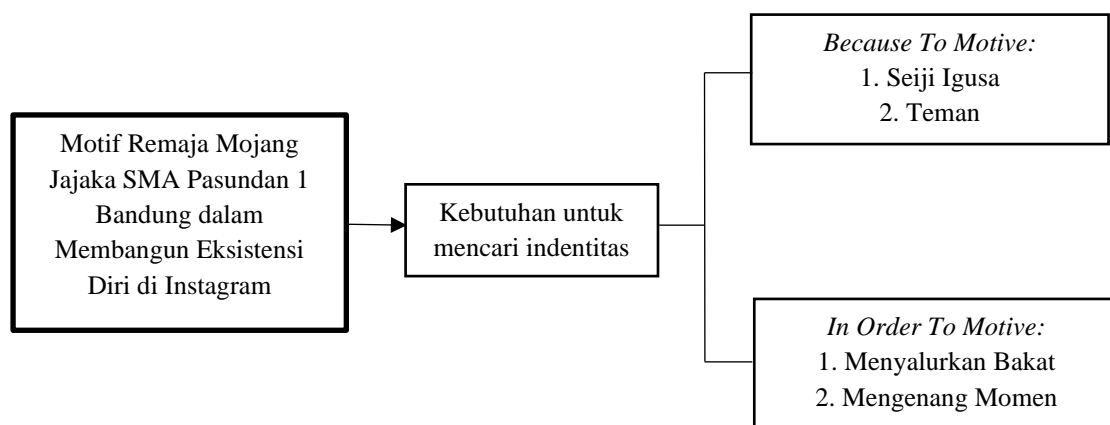 Motif Remaja Mojang
Jajaka SMA Pasundan 1
Bandung dalam
Membangun Eksistensi
Diri di Instagram
Kebutuhan untuk
mencari indentitas
Because To Motive:
1. Seiji Igusa
2. Teman
In Order To Motive:
1. Menyalurkan Bakat
2. Mengenang Momen